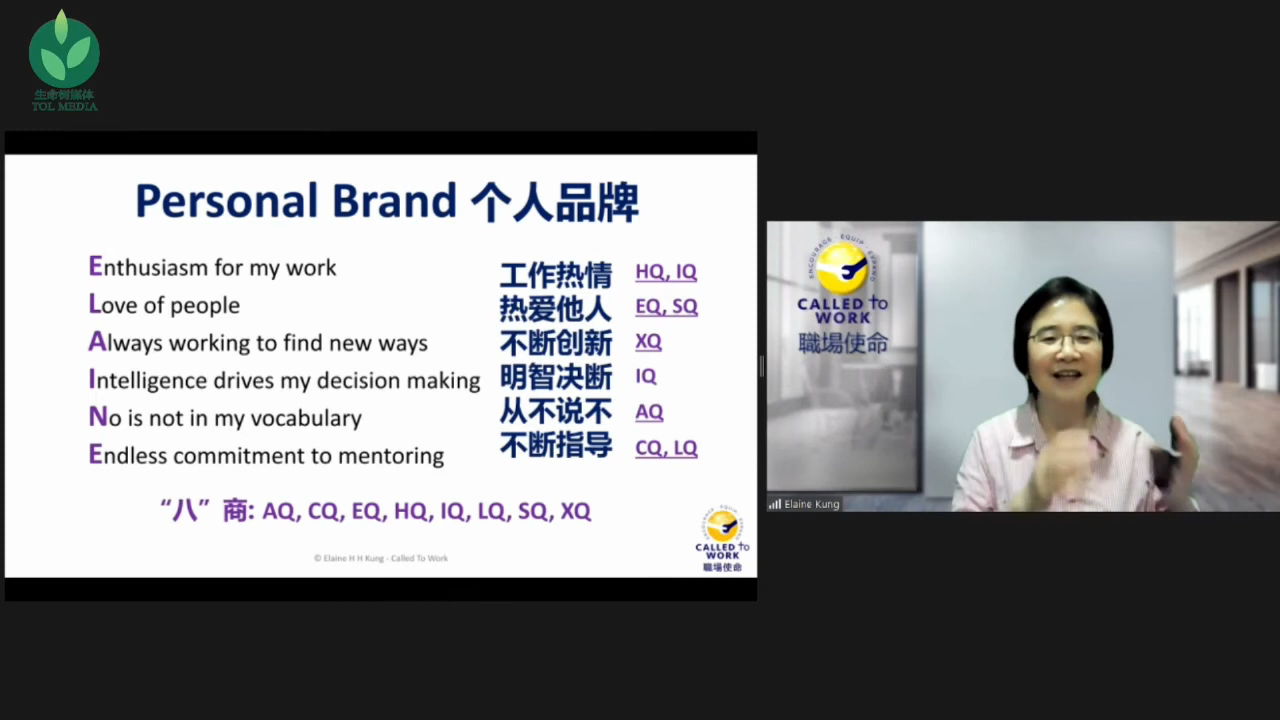 生命树媒体
TOL MEDIA
Personal Brand 个人品牌
Enthusiasm for my work 工作热情 HQ, IQ
Love of people 热爱他人 EQ, SQ
Always working to find new ways 不断创新 XQ
Intelligence drives my decision making 明智决断 IQ
No is not in my vocabulary 从不说不 AQ
Endless commitment to mentoring 不断指导 CQ, LQ
“八”商: AQ, CQ, EQ, HQ, IQ, LQ, SQ, XQ
© Elaine H H Kung - Called To Work
CALLED to
WORK
職場使命
ENCOURAGE · EQUIP · EXPAND
CALLED to
WORK
職場使命
Elaine Kung